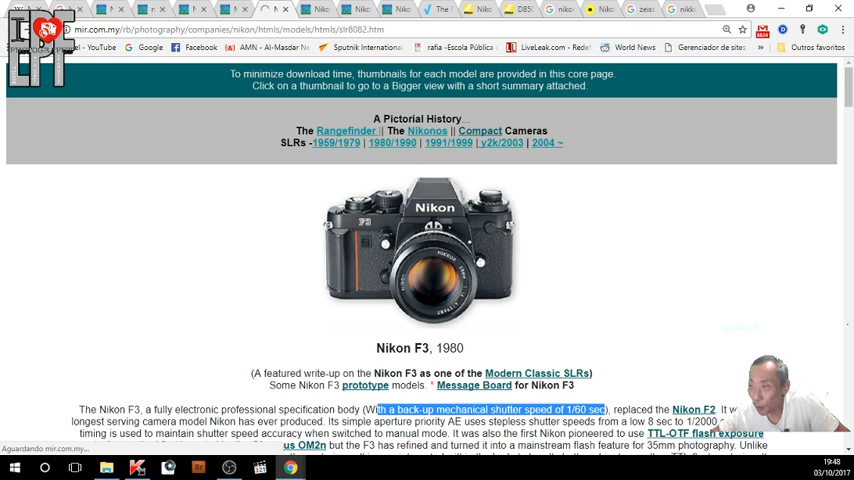 Nikc
D85(
The
nikc
Niko
zeiss
nikk
mir.com.my/rb/photography/companies/nikon/htmls/models/htmls/slr8082.htm
YouTube
Google
Facebook
AMN - Al-Masdar Ne
Sputnik International
rafia -Escola Públic
LiveLeak.com - Redef
World News
Gerenciador de sites
Outros favoritos
To minimize download time, thumbnails for each model are provided in this core page.
Click on a thumbnail to go to a Bigger view with a short summary attached.
A Pictorial History...
The Rangefinder || The Nikonos || Compact Cameras
SLRs -1959/1979 | 1980/1990 | 1991/1999 | y2k/2003 | 2004 ~
Nikon
F3
Nikon F3, 1980
(A featured write-up on the Nikon F3 as one of the Modern Classic SLRs)
Some Nikon F3 prototype models. * Message Board for Nikon F3
The Nikon F3, a fully electronic professional specification body (With a back-up mechanical shutter speed of 1/60 sec), replaced the Nikon F2. It w
longest serving camera model Nikon has ever produced. Its simple aperture priority AE uses stepless shutter speeds from a low 8 sec to 1/2000
timing is used to maintain shutter speed accuracy when switched to manual mode. It was also the first Nikon pioneered to use TTL-OTF flash exposure
us OM2n but the F3 has refined and turned it into a mainstream flash feature for 35mm photography. Unlike
Aguardando mir.com.my...
19:48
03/10/2017